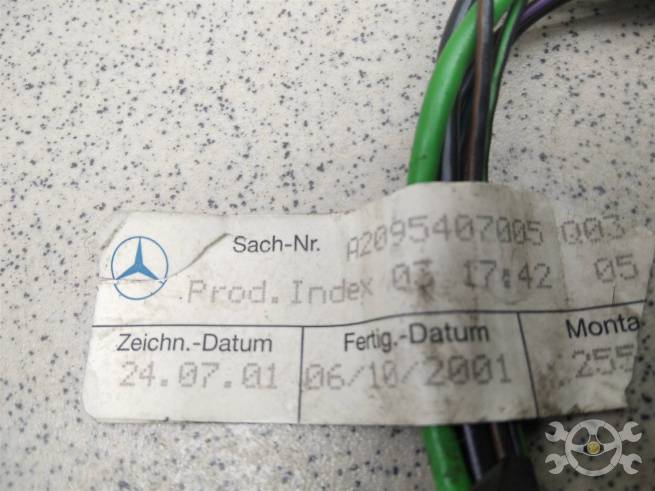 Sach-Nr. A2095407005 Q03
Prod. Index 03 17:42 05
Zeichn.-Datum Fertig.-Datum Monta
24.07.01 06/10/2001 255